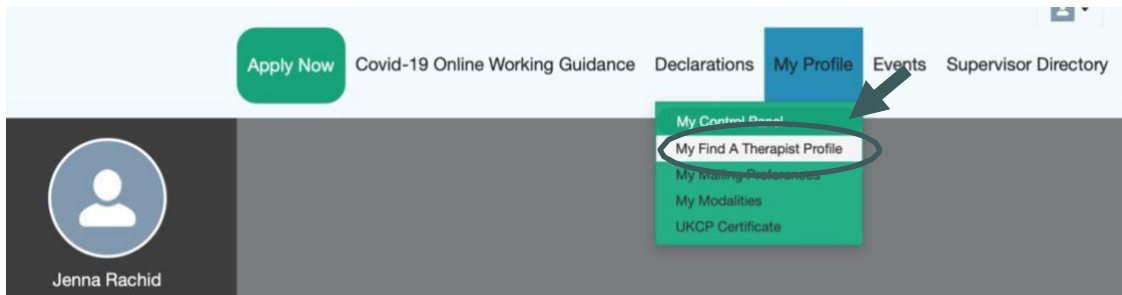 Apply Now Covid-19 Online Working Guidance Declarations My Profile Events Supervisor Directory
My Control Panel
My Find A Therapist Profile
My Mailing Preferences
My Modalities
UKCP Certificate
Jenna Rachid